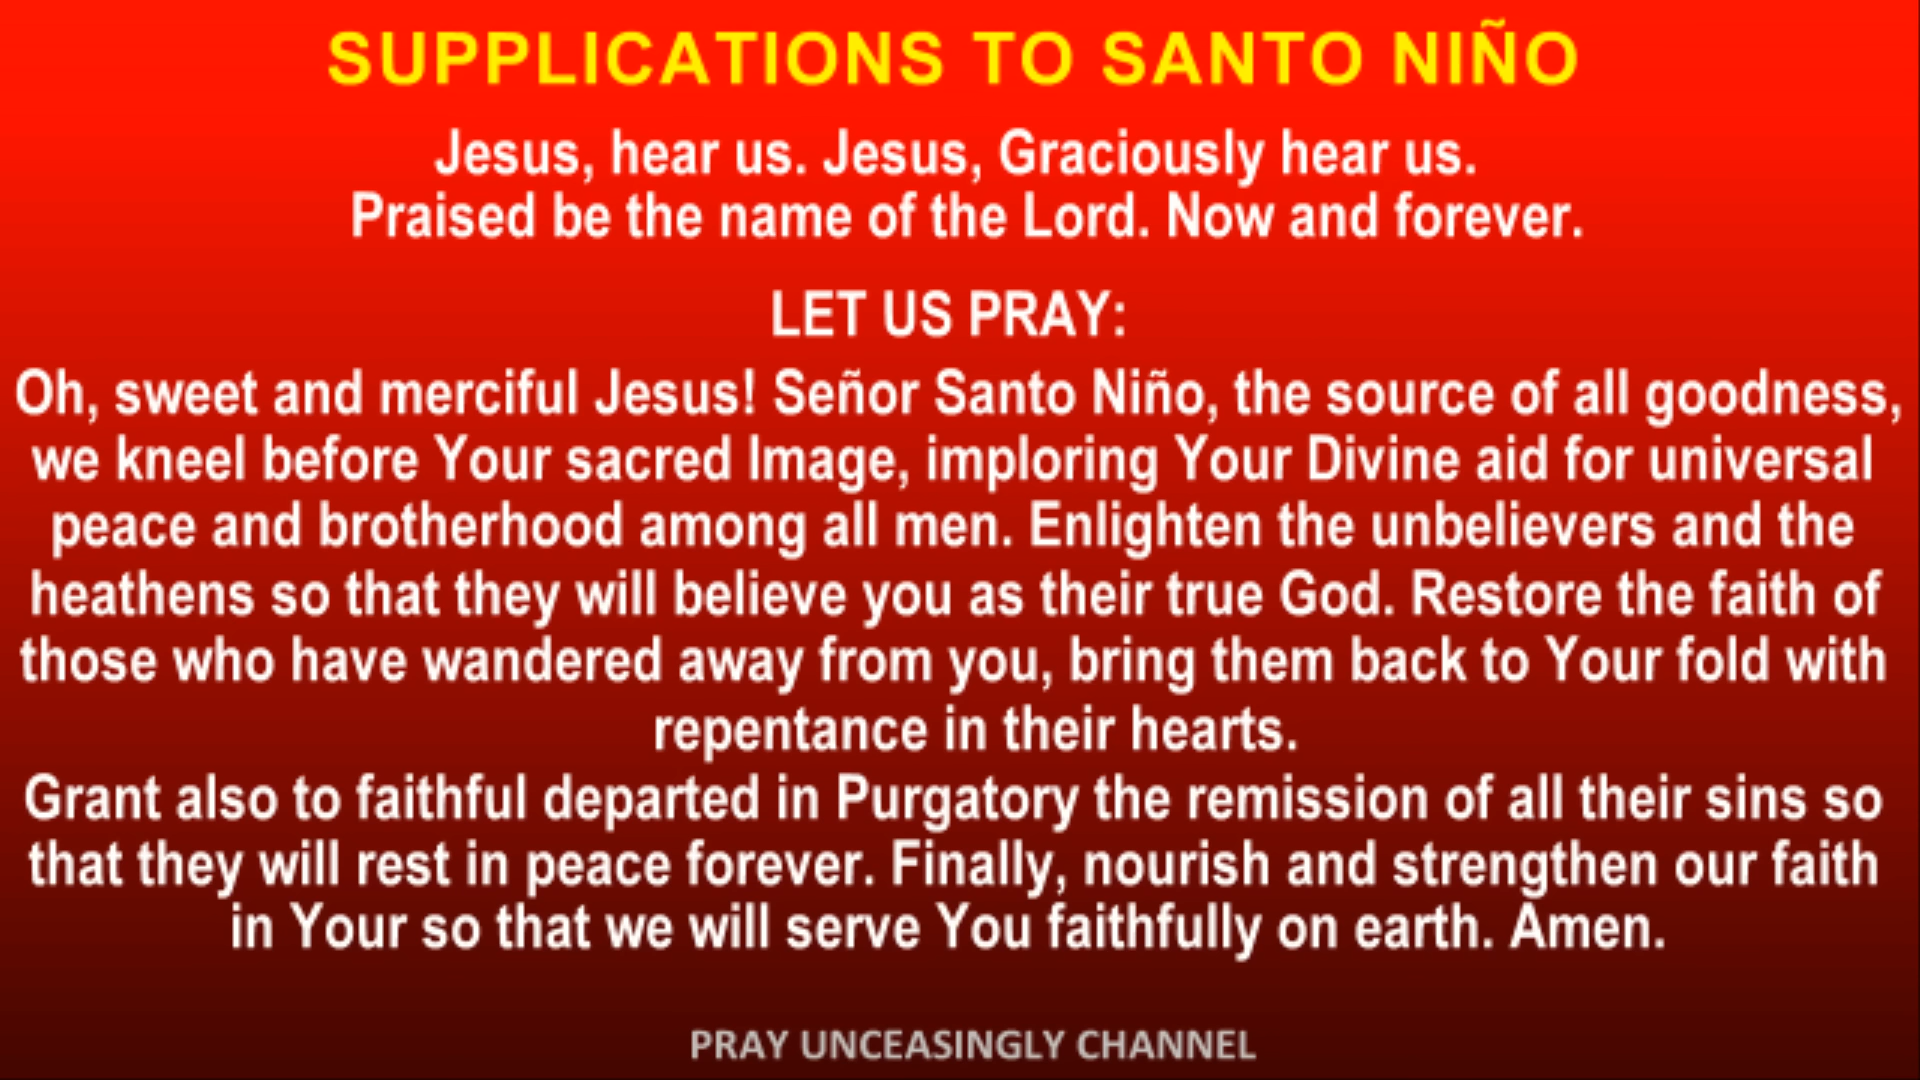 SUPPLICATIONS TO SANTO NIÑO
Jesus, hear us. Jesus, Graciously hear us.
Praised be the name of the Lord. Now and forever.
LET US PRAY:
Oh, sweet and merciful Jesus! Señor Santo Niño, the source of all goodness,
we kneel before Your sacred Image, imploring Your Divine aid for universal
peace and brotherhood among all men. Enlighten the unbelievers and the
heathens so that they will believe you as their true God. Restore the faith of
those who have wandered away from you, bring them back to Your fold with
repentance in their hearts.
Grant also to faithful departed in Purgatory the remission of all their sins so
that they will rest in peace forever. Finally, nourish and strengthen our faith
in Your so that we will serve You faithfully on earth. Amen.
PRAY UNCEASINGLY CHANNEL